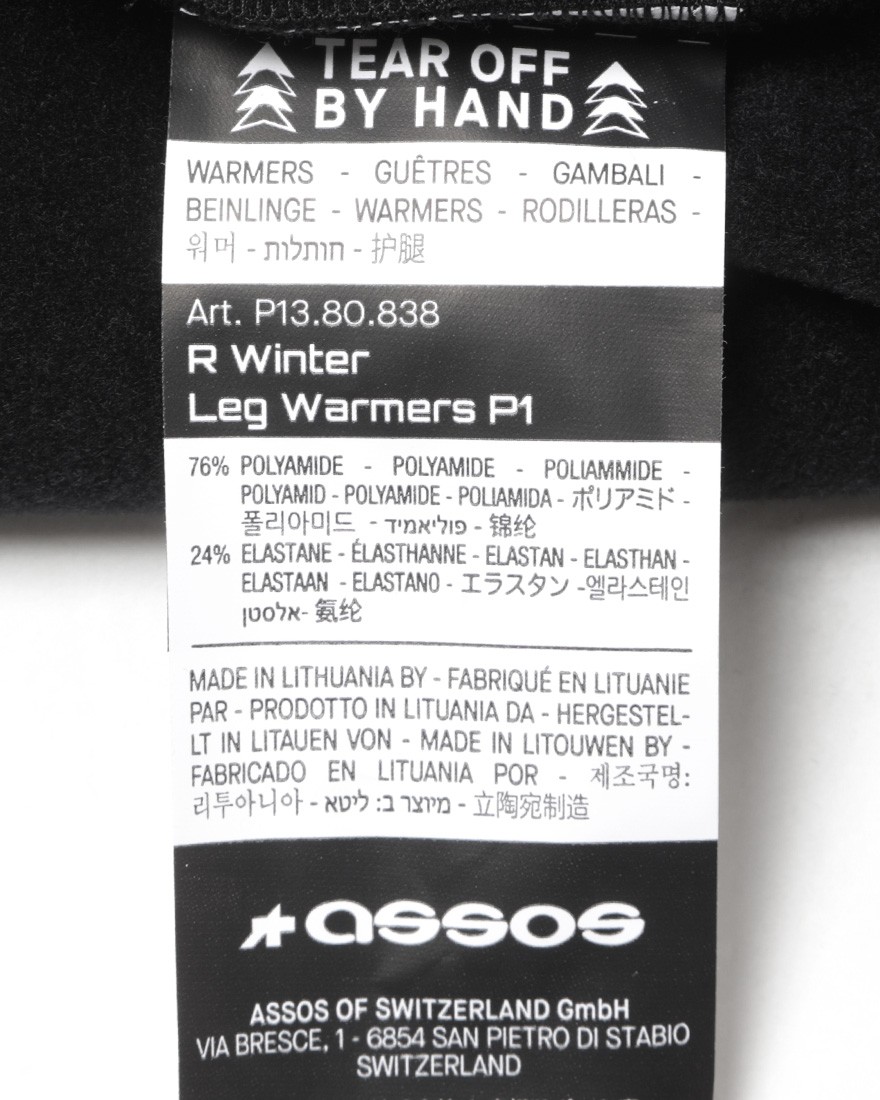 TEAR OFF
BY HAND
WARMERS - GUÊTRES - GAMBALI -
BEINLINGE - WARMERS - RODILLERAS -
워머 - חותלות - 护腿
Art. P13.80.838
R Winter
Leg Warmers P1
76% POLYAMIDE - POLYAMIDE - POLIAMMIDE -
POLYAMID - POLYAMIDE - POLIAMIDA - ポリアミド -
폴리아미드 - פוליאמיד - 锦纶
24% ELASTANE - ÉLASTHANNE - ELASTAN - ELASTHAN -
ELASTAAN - ELASTANO - エラスタン -엘라스테인
אלסטן- 氨纶
MADE IN LITHUANIA BY - FABRIQUÉ EN LITUANIE
PAR - PRODOTTO IN LITUANIA DA - HERGESTEL-
LT IN LITAUEN VON - MADE IN LITOUWEN BY -
FABRICADO EN LITUANIA POR - 제조국명:
리투아니아 - מיוצר ב: ליטא - 立陶宛制造
assos
ASSOS OF SWITZERLAND GmbH
VIA BRESCE, 1 - 6854 SAN PIETRO DI STABIO
SWITZERLAND